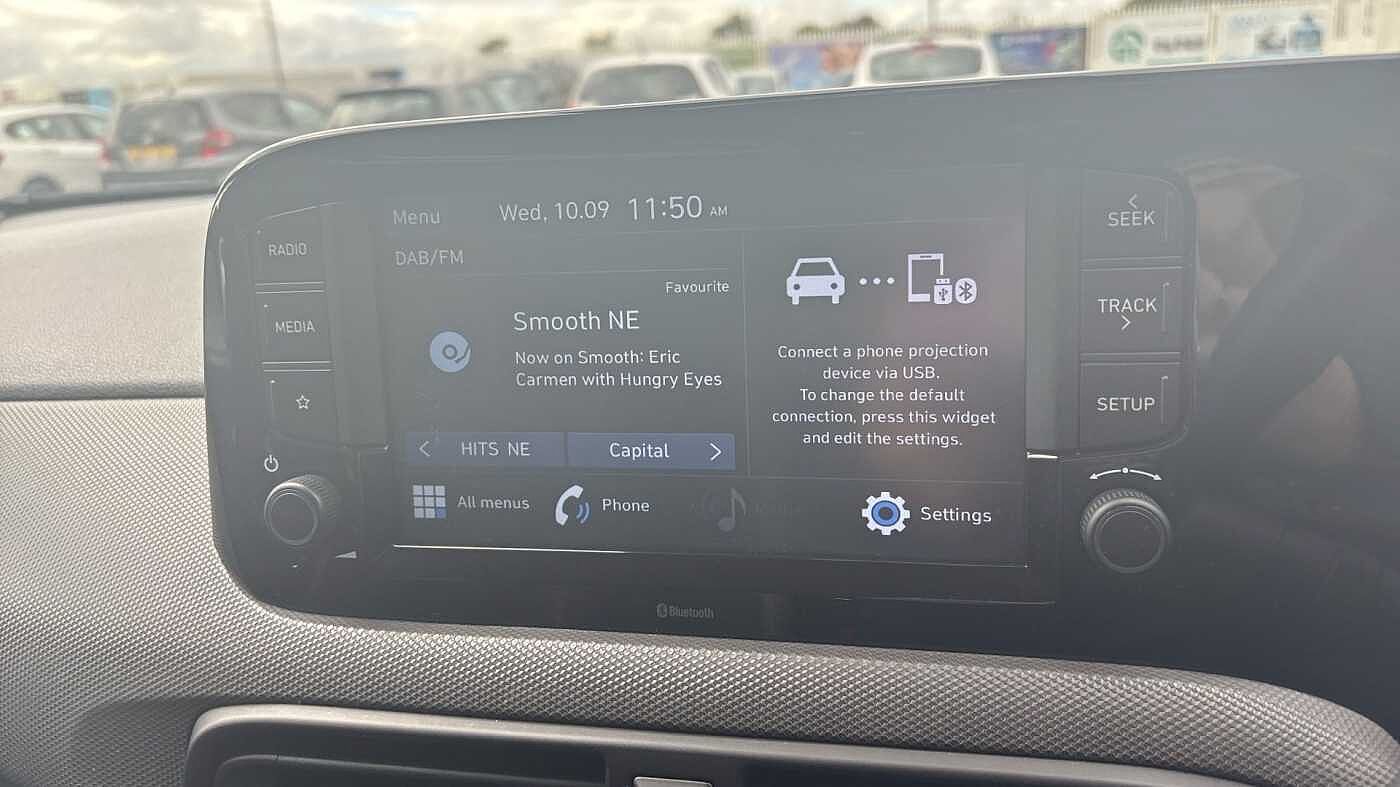 Menu
Wed, 10.09 11:50 AM
DAB/FM
Favourite
Smooth NE
Now on Smooth: Eric
Carmen with Hungry Eyes
HITS NE
Capital
Connect a phone projection
device via USB.
To change the default
connection, press this widget
and edit the settings.
All menus
Phone
Settings
RADIO
MEDIA
SEEK
TRACK
SETUP
Bluetooth